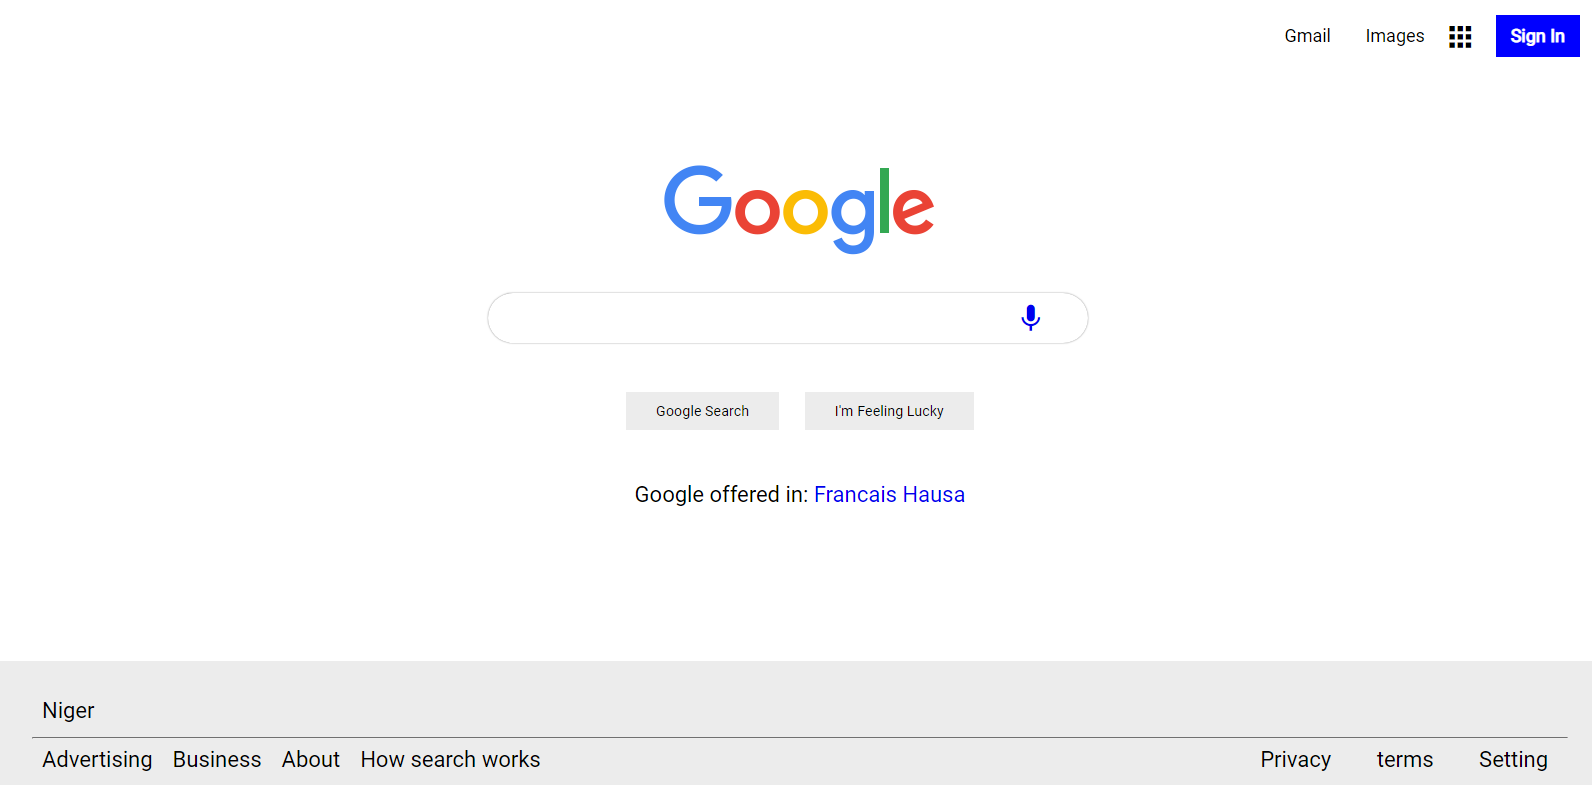 Gmail Images Sign In
Google
Google Search I'm Feeling Lucky
Google offered in: Francais Hausa
Niger
Advertising Business About How search works Privacy terms Setting